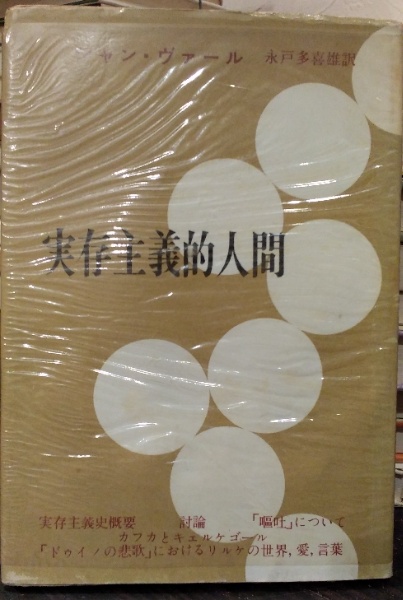 ジャン・ヴァール 永戸多喜雄訳
実存主義的人間
実存主義史概要 討論 「嘔吐」について
カフカとキェルケゴール
「ドゥイノの悲歌」におけるリルケの世界,愛,言葉